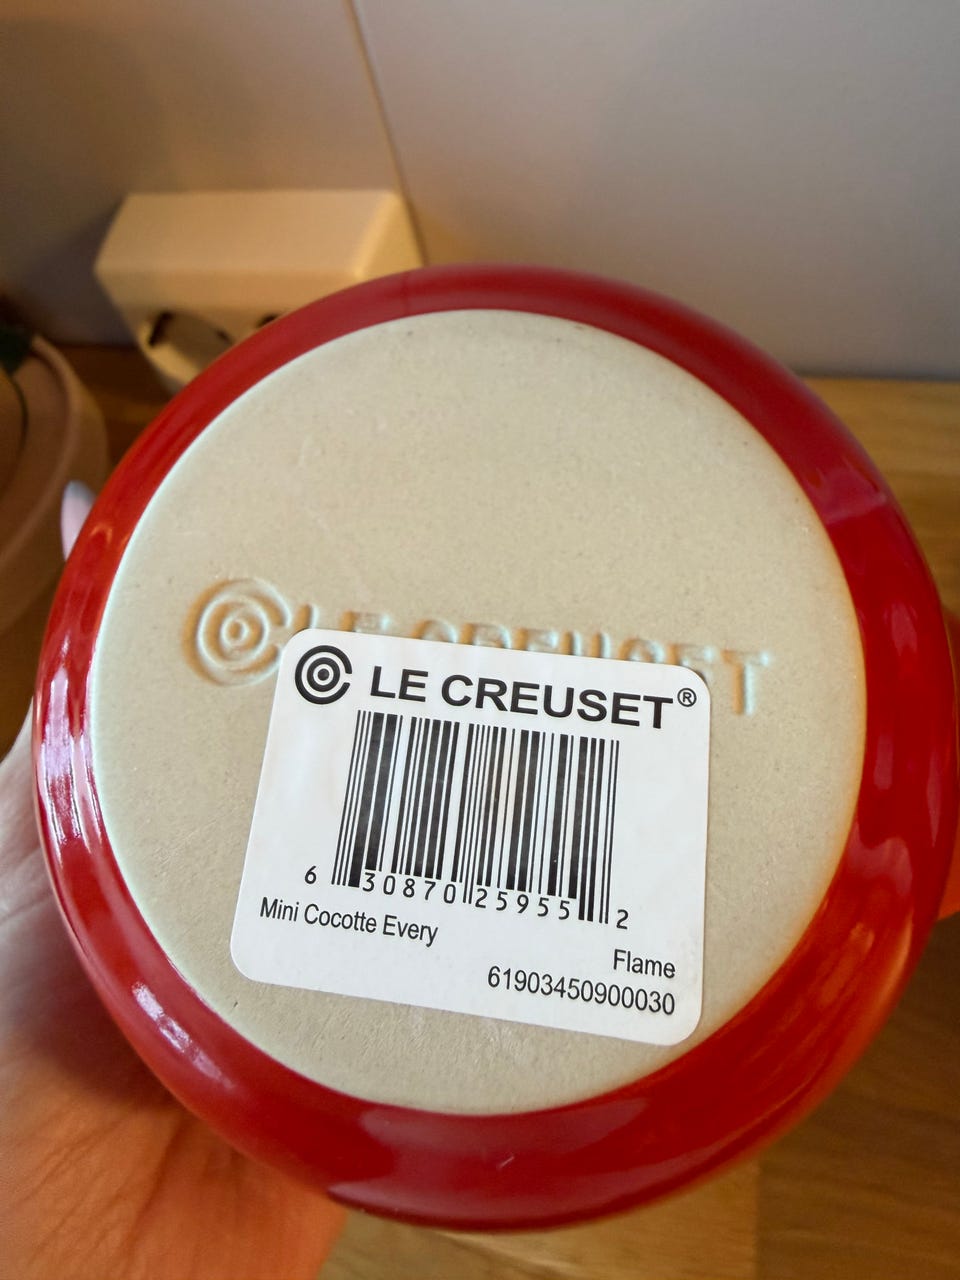 LE CREUSET
LE CREUSET®
6 30870 25955 2
Mini Cocotte Every
Flame
61903450900030